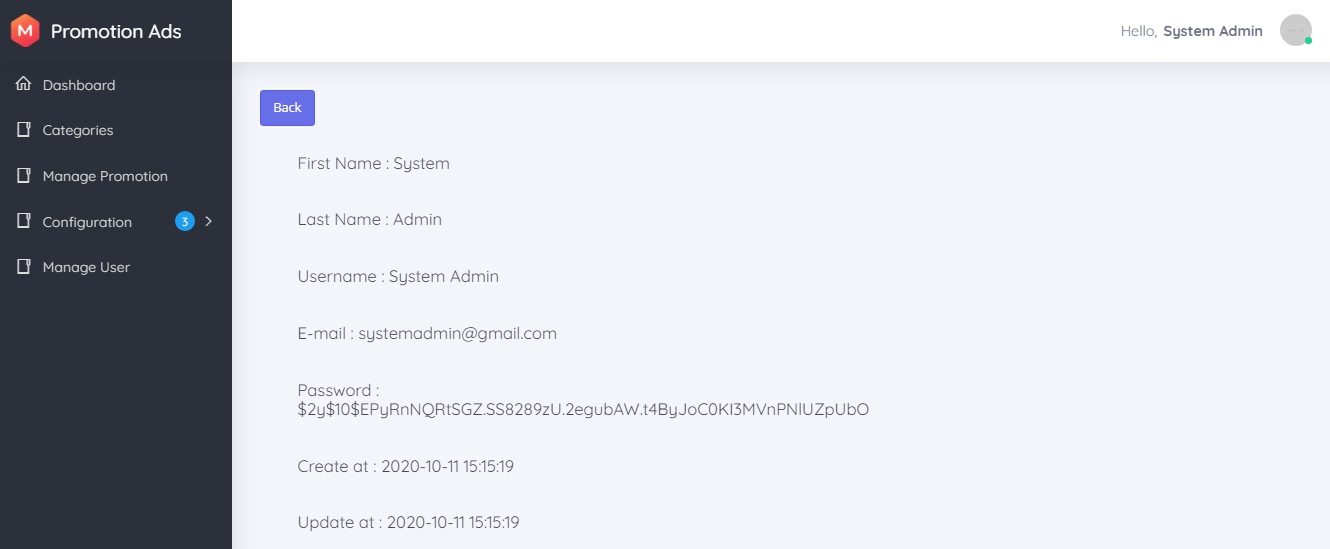 M Promotion Ads
Hello, System Admin
Dashboard
Categories
Manage Promotion
Configuration 3
Manage User
Back
First Name : System
Last Name : Admin
Username : System Admin
E-mail : systemadmin@gmail.com
Password :
$2y$10$EPyRnNQRtSGZ.SS8289zU.2egubAW.t4ByJoC0KI3MVnPNlUZpUbO
Create at : 2020-10-11 15:15:19
Update at : 2020-10-11 15:15:19